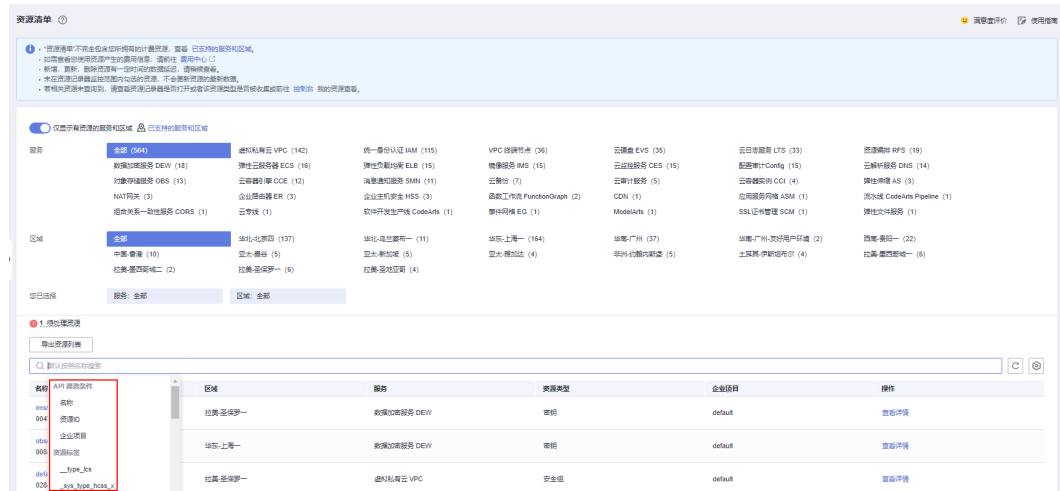 资源清单
满意度评价 使用指南
• "资源清单"不完全包含您所拥有的计费资源，查看 已支持的服务和区域。
• 如需查看您使用资源产生的费用信息，请前往 费用中心
• 新增、更新、删除资源有一定时间的数据延迟，请稍候查看。
• 未在资源记录器监控范围内勾选的资源，不会更新资源的最新数据。
• 若相关资源未查询到，请查看资源记录器是否打开或者该资源类型是否被收集或前往 控制台 我的资源查看。
仅显示有资源的服务和区域 已支持的服务和区域
服务 全部 (564) 虚拟私有云 VPC (142) 统一身份认证 IAM (115) VPC 终端节点 (36) 云硬盘 EVS (35) 云日志服务 LTS (33) 资源编排 RFS (19)
数据加密服务 DEW (18) 弹性云服务器 ECS (16) 弹性负载均衡 ELB (15) 镜像服务 IMS (15) 云监控服务 CES (15) 配置审计Config (15) 云解析服务 DNS (14)
对象存储服务 OBS (13) 云容器引擎 CCE (12) 消息通知服务 SMN (11) 云备份 (7) 云审计服务 (5) 云容器实例 CCI (4) 弹性伸缩 AS (3)
NAT网关 (3) 企业路由器 ER (3) 企业主机安全 HSS (3) 函数工作流 FunctionGraph (2) CDN (1) 应用服务网格 ASM (1) 流水线 CodeArts Pipeline (1)
组合关系一致性服务 CORS (1) 云专线 (1) 软件开发生产线 CodeArts (1) 事件网格 EG (1) ModelArts (1) SSL证书管理 SCM (1) 弹性文件服务 (1)
区域 全部 华北-北京四 (137) 华北-乌兰察布一 (11) 华东-上海一 (164) 华南-广州 (37) 华南-广州-友好用户环境 (2) 西南-贵阳一 (22)
中国-香港 (10) 亚太-曼谷 (5) 亚太-新加坡 (5) 亚太-雅加达 (4) 非洲-约翰内斯堡 (5) 土耳其-伊斯坦布尔 (4) 拉美-墨西哥城一 (6)
拉美-墨西哥城二 (2) 拉美-圣保罗一 (6) 拉美-圣地亚哥 (4)
您已选择 服务: 全部 区域: 全部
1 须处理资源
导出资源列表
默认按照名称搜索
名称 区域 服务 资源类型 企业项目 操作
API 筛选条件
名称
资源ID
企业项目
资源标签
__type_lcs
_sys_type_hcss_x
ims/
004
拉美-圣保罗一 数据加密服务 DEW 密钥 default 查看详情
obs/
008
华东-上海一 数据加密服务 DEW 密钥 default 查看详情
defa
028
拉美-圣保罗一 虚拟私有云 VPC 安全组 default 查看详情